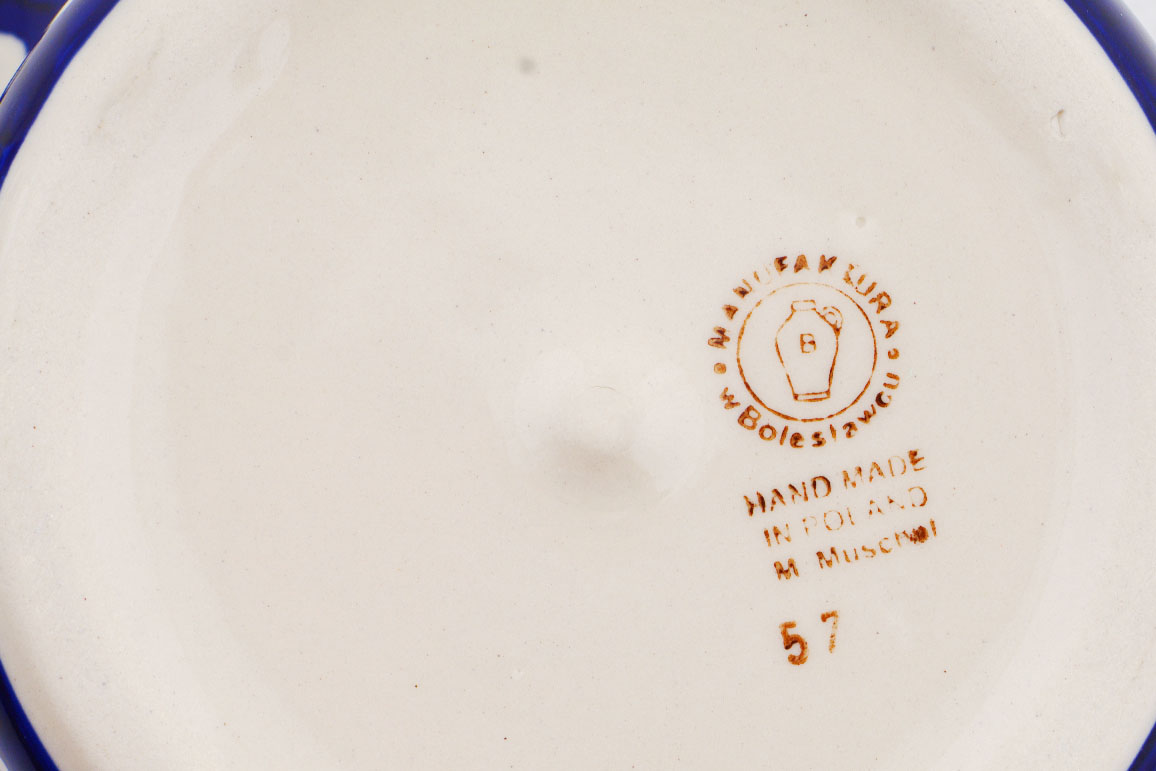 MANUFAKTURA
w Bolesławcu
B
HAND MADE
IN POLAND
M
57